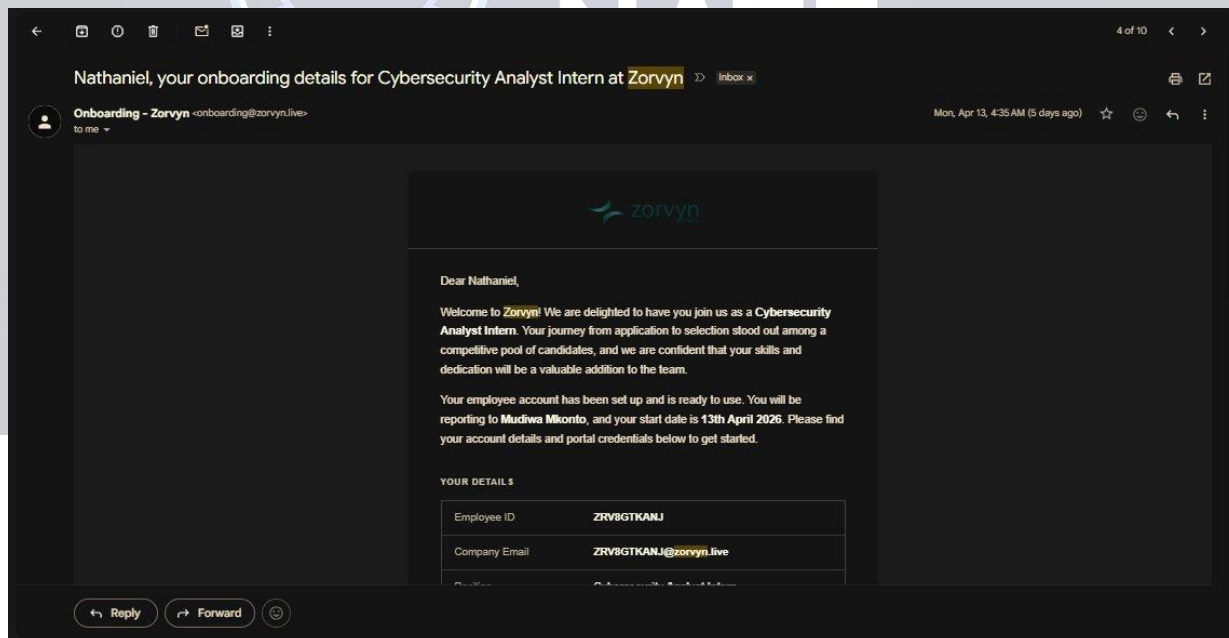 4 of 10
Nathaniel, your onboarding details for Cybersecurity Analyst Intern at Zorvyn Inbox x
Onboarding - Zorvyn <onboarding@zorvyn.live> Mon, Apr 13, 4:35 AM (5 days ago)
to me
zorvyn
Dear Nathaniel,
Welcome to Zorvyn! We are delighted to have you join us as a Cybersecurity
Analyst Intern. Your journey from application to selection stood out among a
competitive pool of candidates, and we are confident that your skills and
dedication will be a valuable addition to the team.
Your employee account has been set up and is ready to use. You will be
reporting to Mudiwa Mkonto, and your start date is 13th April 2026. Please find
your account details and portal credentials below to get started.
YOUR DETAILS
Employee ID ZRV8GTKANJ
Company Email ZRV8GTKANJ@zorvyn.live
Position Cybersecurity Analyst Intern
Reply Forward